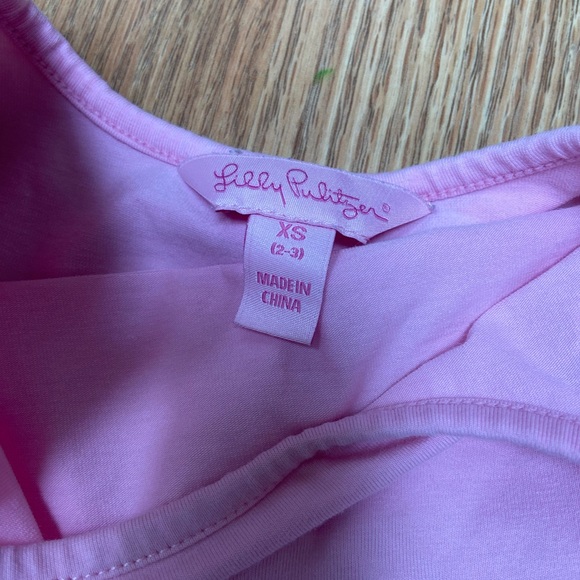 Lilly Pulitzer®
XS
(2-3)
MADE IN
CHINA